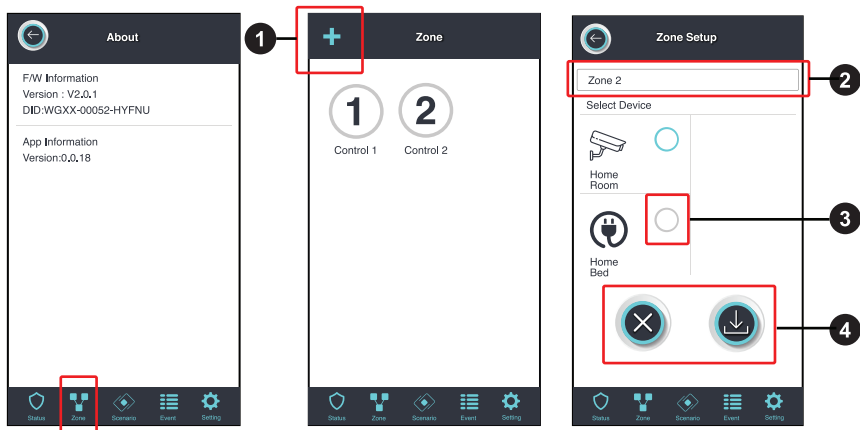 About
F/W Information
Version : V2.0.1
DID:WGXX-00052-HYFNU
App Information
Version:0.0.18
Status
Zone
Scenario
Event
Setting
1
Zone
1
2
Control 1
Control 2
Status
Zone
Scenario
Event
Setting
Zone Setup
Zone 2
2
Select Device
Home
Room
3
Home
Bed
4
Status
Zone
Scenario
Event
Setting